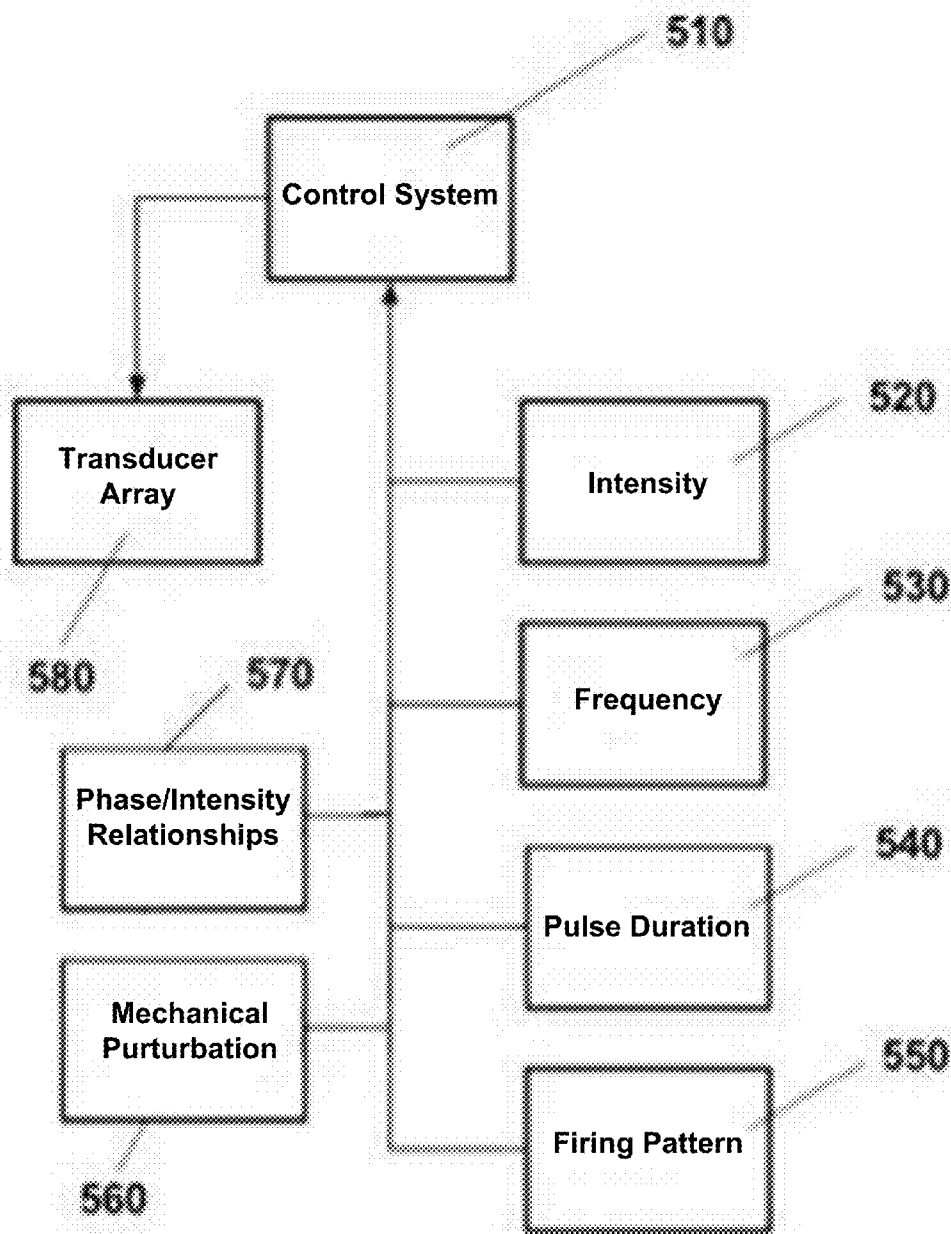 510
Control System
520
Transducer
Array
Intensity
530
580
570
Frequency
Phase/Intensity
Relationships
540
Pulse Duration
Mechanical
Purturbation
550
Firing Pattern
560